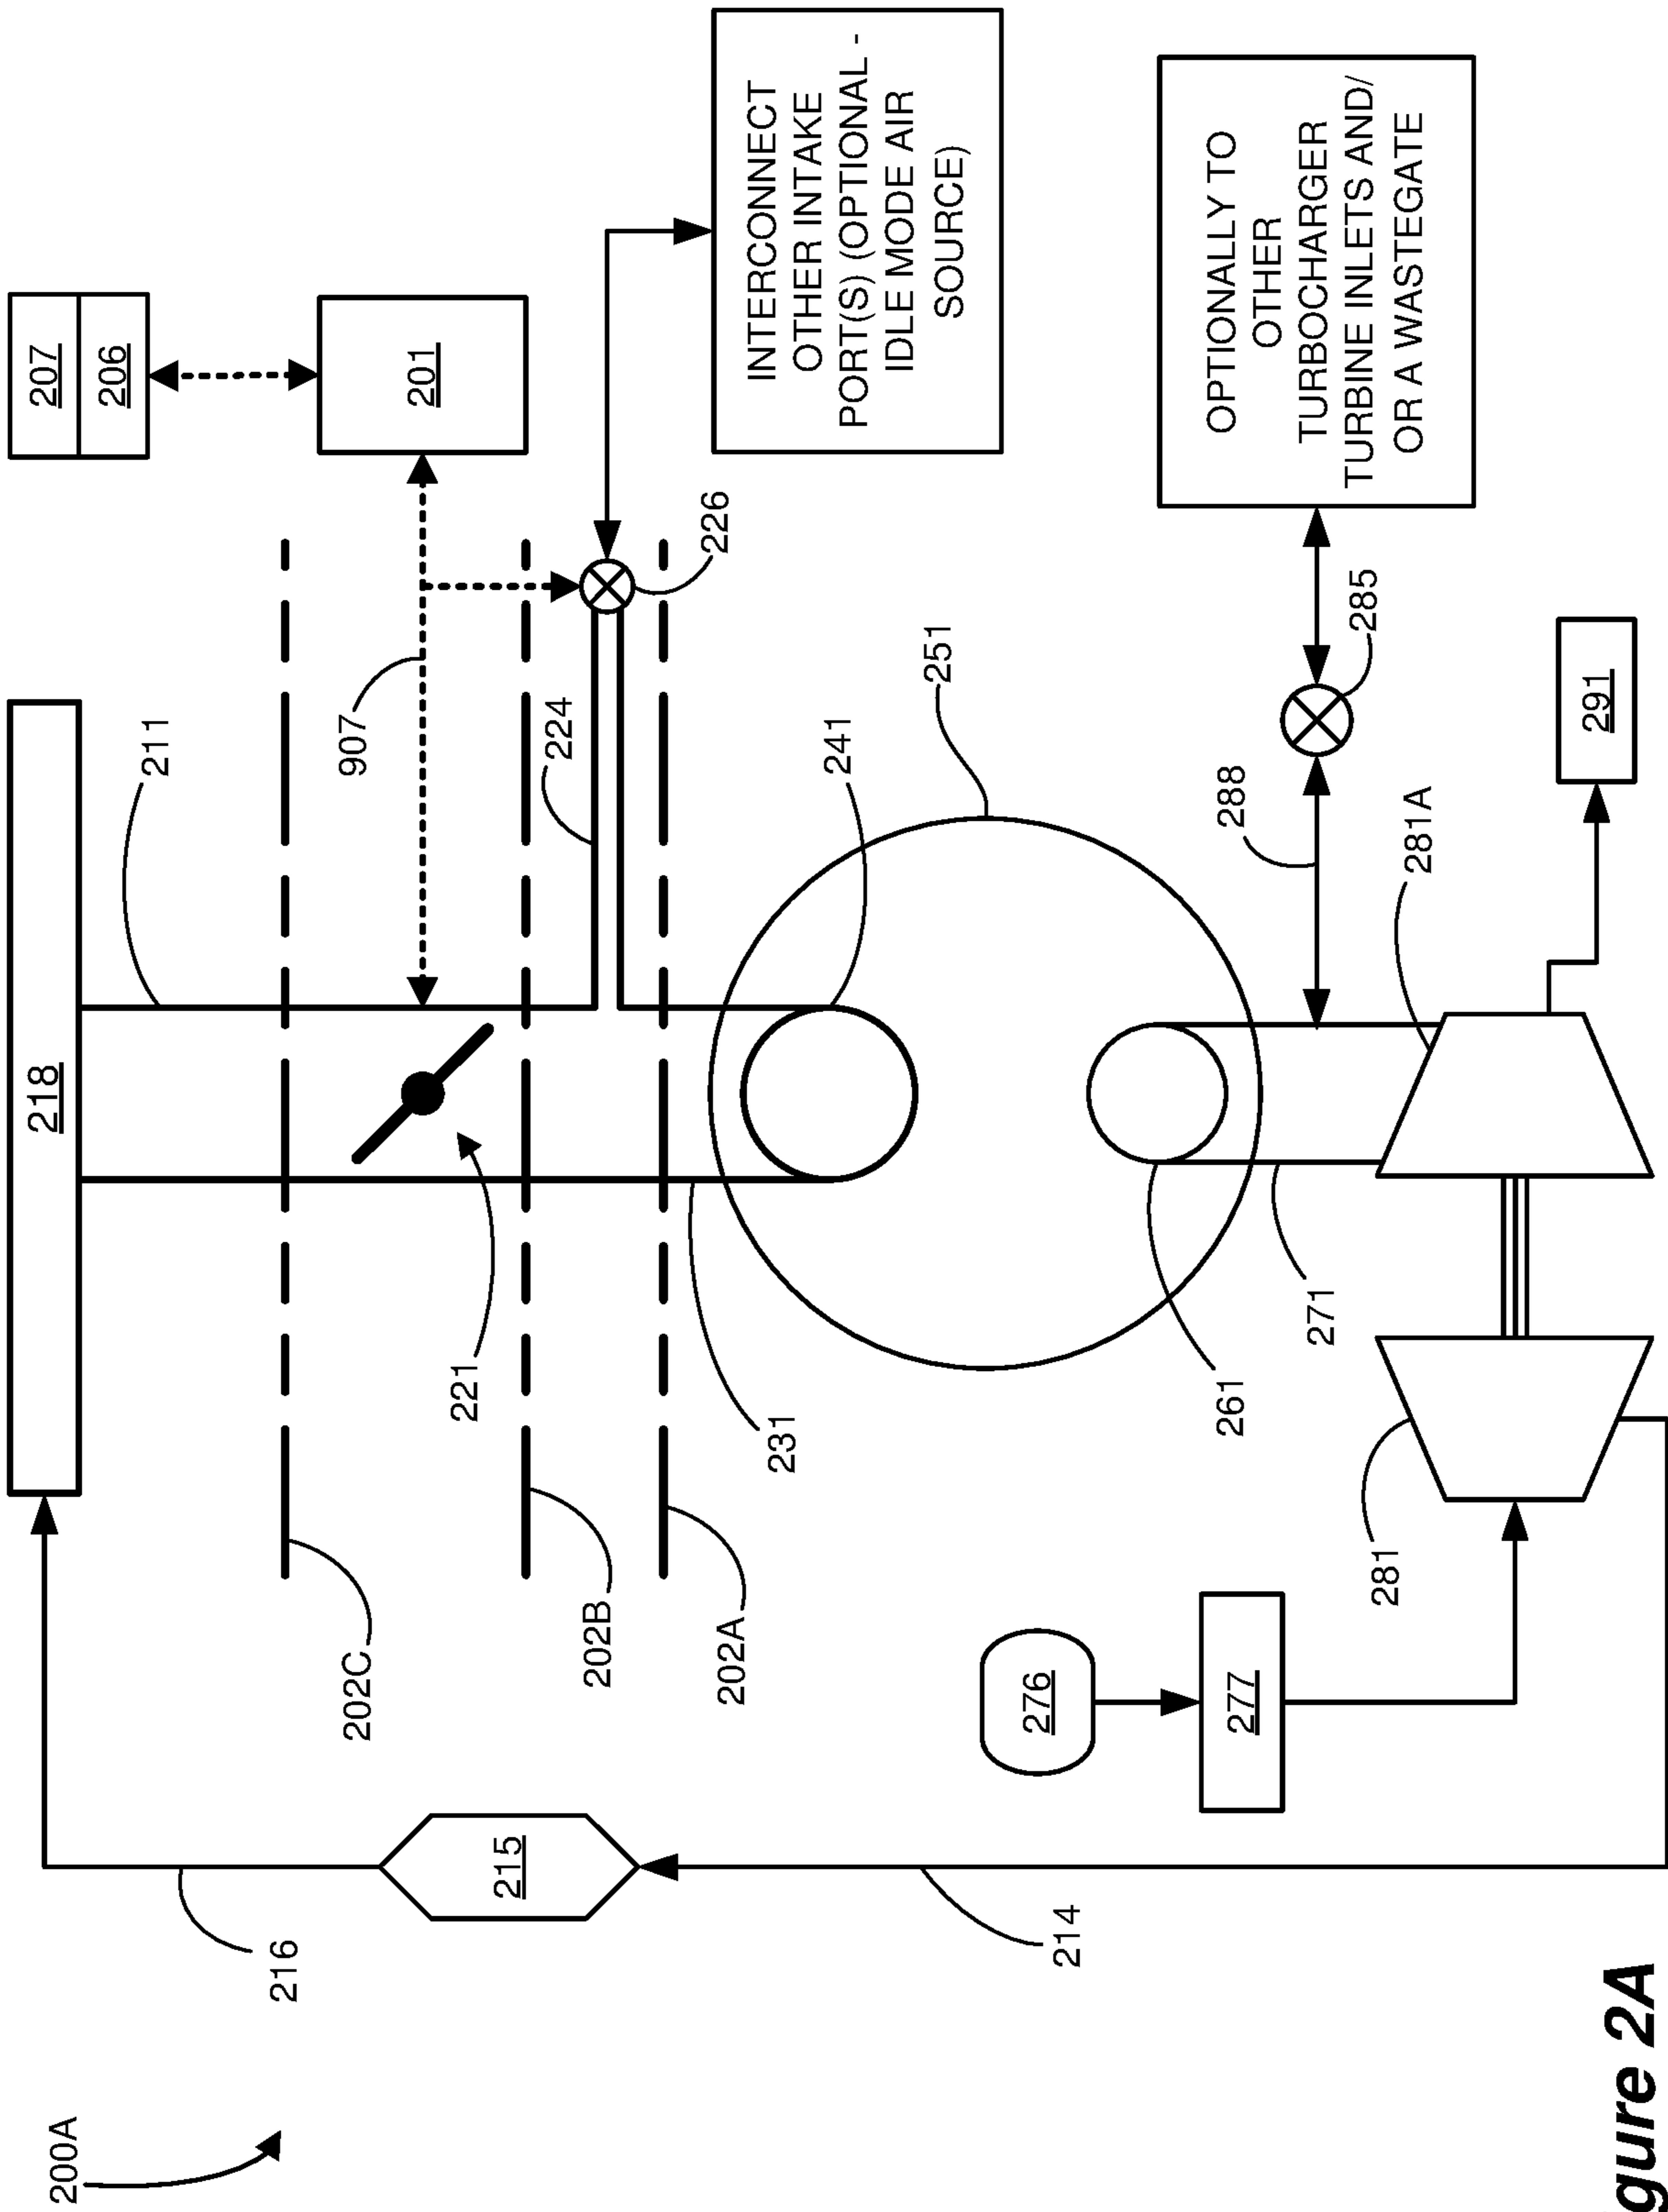 200A
216
215
214
276
277
202C
202B
202A
281
221
231
261
271
218
211
907
224
241
251
288
281A
226
285
291
207
206
201
INTERCONNECT
OTHER INTAKE
PORT(S) (OPTIONAL -
IDLE MODE AIR
SOURCE)
OPTIONALLY TO
OTHER
TURBOCHARGER
TURBINE INLETS AND/
OR A WASTEGATE
gure 2A